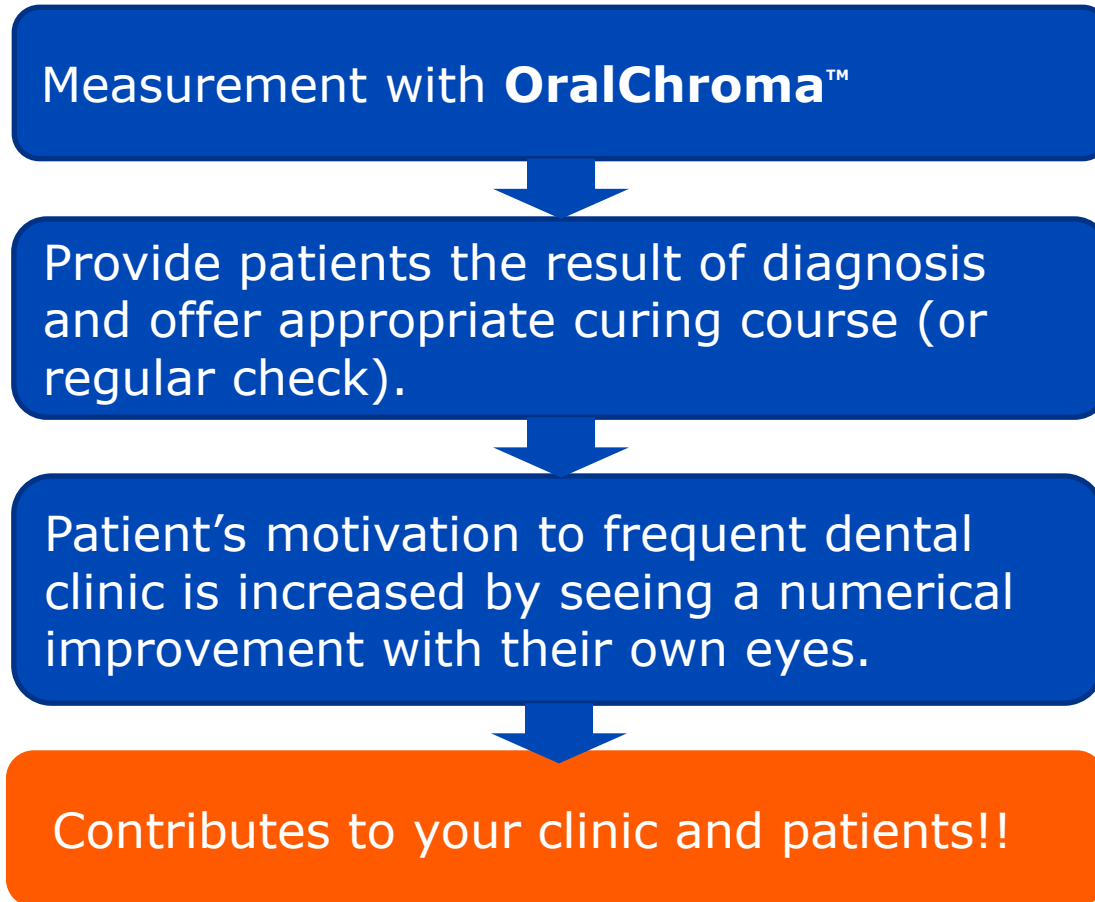 Measurement with OralChroma™
Provide patients the result of diagnosis
and offer appropriate curing course (or
regular check).
Patient’s motivation to frequent dental
clinic is increased by seeing a numerical
improvement with their own eyes.
Contributes to your clinic and patients!!